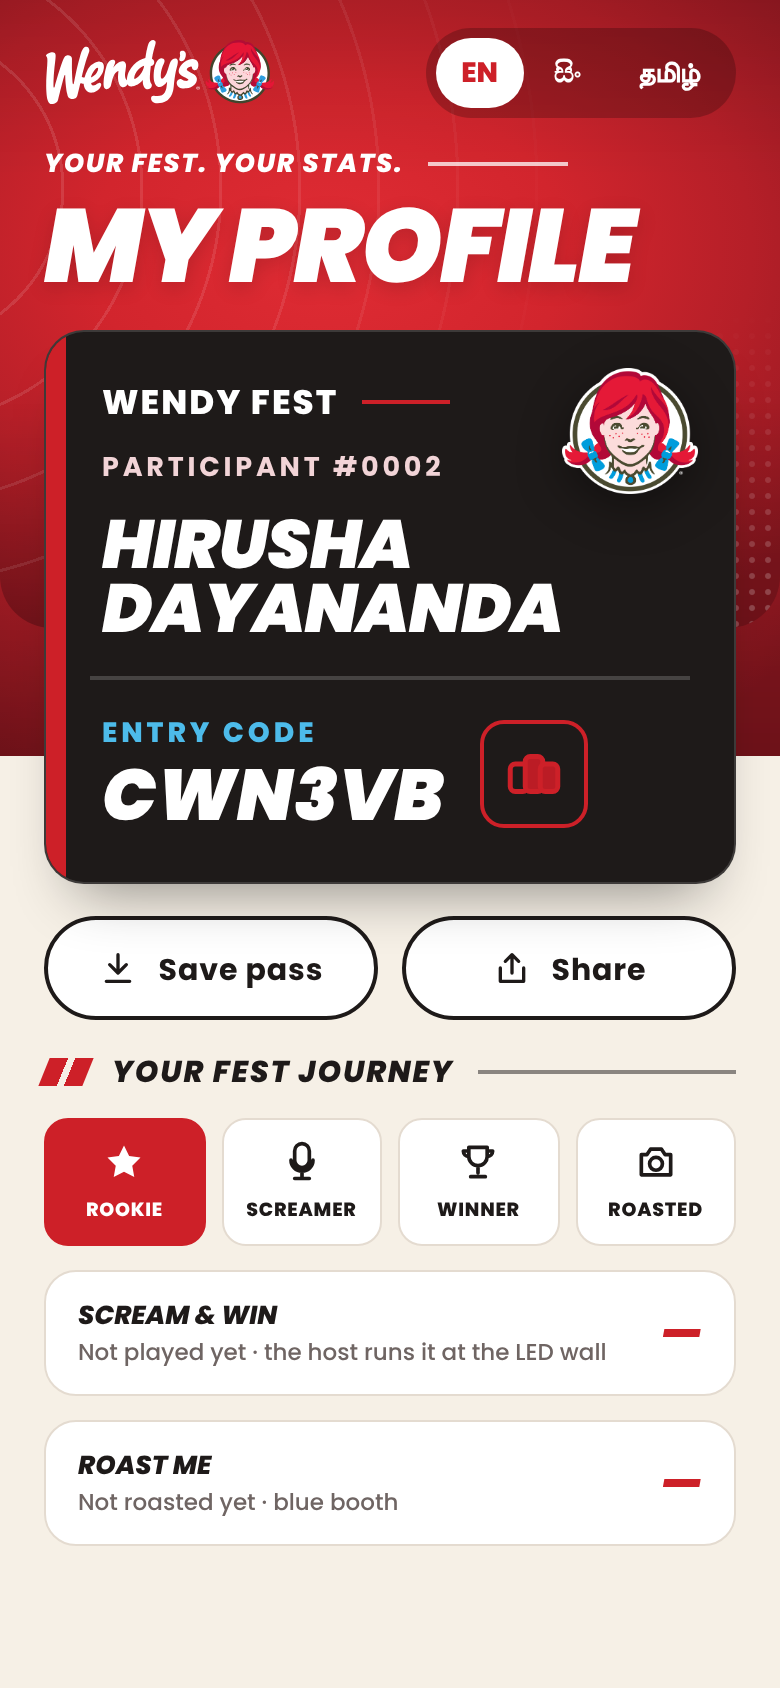 Wendy's
EN සිං தமிழ்
YOUR FEST. YOUR STATS.
MY PROFILE
WENDY FEST
PARTICIPANT #0002
HIRUSHA
DAYANANDA
ENTRY CODE
CWN3VB
Save pass
Share
YOUR FEST JOURNEY
ROOKIE
SCREAMER
WINNER
ROASTED
SCREAM & WIN
Not played yet · the host runs it at the LED wall
ROAST ME
Not roasted yet · blue booth